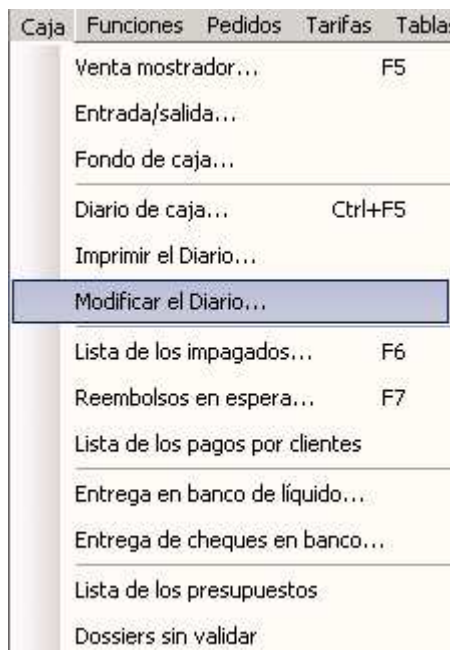 Caja Funciones Pedidos Tarifas Tablas
Venta mostrador... F5
Entrada/salida...
Fondo de caja...
Diario de caja... Ctrl+F5
Imprimir el Diario...
Modificar el Diario...
Lista de los impagados... F6
Reembolsos en espera... F7
Lista de los pagos por clientes
Entrega en banco de líquido...
Entrega de cheques en banco...
Lista de los presupuestos
Dossiers sin validar